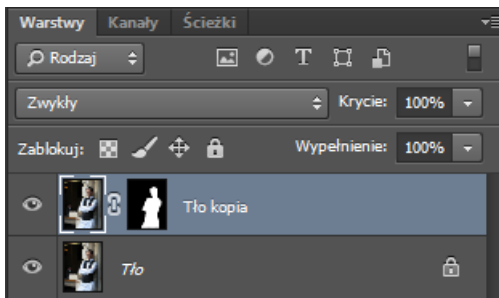 Warstwy Kanały Ścieżki
Rodzaj T
Zwykły Krycie: 100%
Zablokuj: Wypełnienie: 100%
Tło kopia
Tło